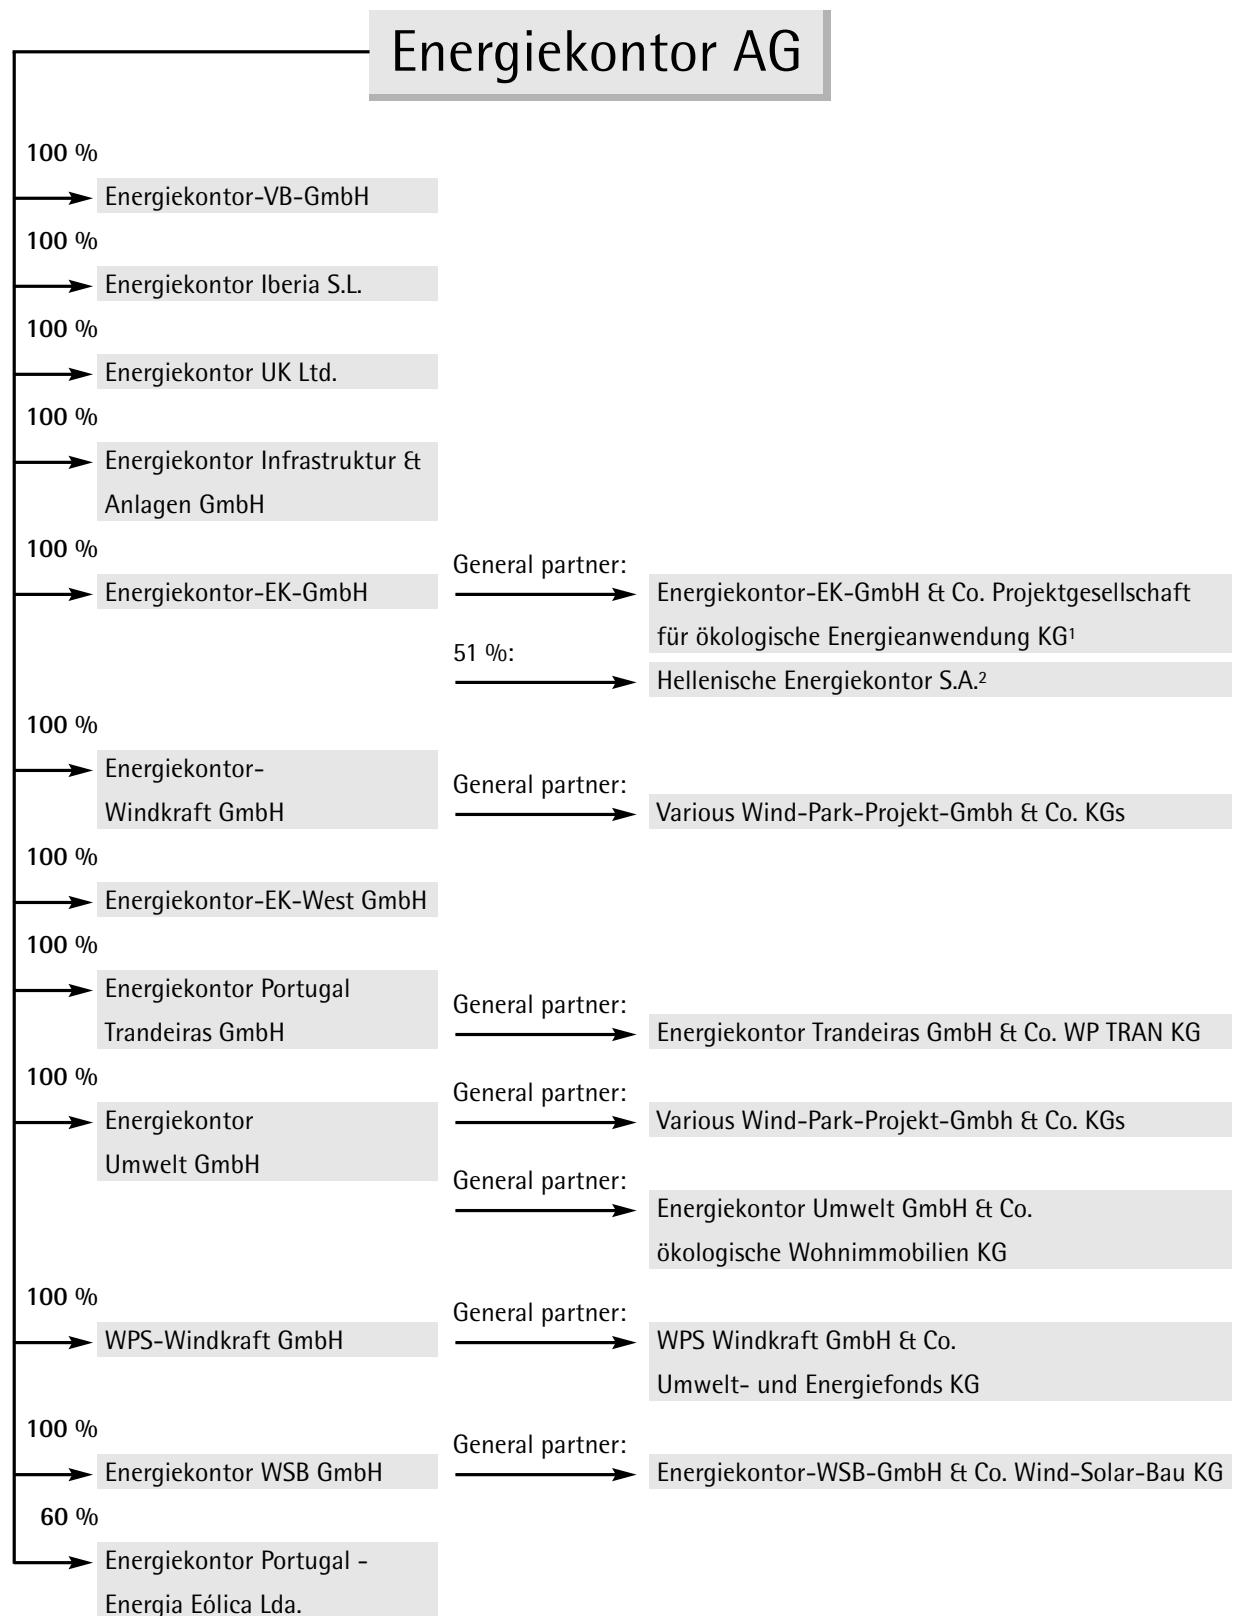 Energiekontor AG
100 %
Energiekontor-VB-GmbH
100 %
Energiekontor Iberia S.L.
100 %
Energiekontor UK Ltd.
100 %
Energiekontor Infrastruktur &
Anlagen GmbH
100 %
Energiekontor-EK-GmbH
General partner:
Energiekontor-EK-GmbH & Co. Projektgesellschaft
für ökologische Energieanwendung KG¹
51 %:
Hellenische Energiekontor S.A.²
100 %
Energiekontor-
Windkraft GmbH
General partner:
Various Wind-Park-Projekt-Gmbh & Co. KGs
100 %
Energiekontor-EK-West GmbH
100 %
Energiekontor Portugal
Trandeiras GmbH
General partner:
Energiekontor Trandeiras GmbH & Co. WP TRAN KG
100 %
Energiekontor
Umwelt GmbH
General partner:
Various Wind-Park-Projekt-Gmbh & Co. KGs
General partner:
Energiekontor Umwelt GmbH & Co.
ökologische Wohnimmobilien KG
100 %
WPS-Windkraft GmbH
General partner:
WPS Windkraft GmbH & Co.
Umwelt- und Energiefonds KG
100 %
Energiekontor WSB GmbH
General partner:
Energiekontor-WSB-GmbH & Co. Wind-Solar-Bau KG
60 %
Energiekontor Portugal -
Energia Eólica Lda.